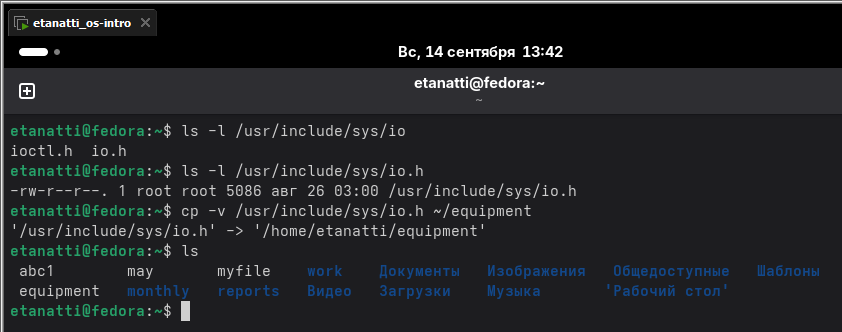 etanatti_os-intro
Вс, 14 сентября 13:42
etanatti@fedora:~
~
etanatti@fedora:~$ ls -l /usr/include/sys/io
ioctl.h  io.h
etanatti@fedora:~$ ls -l /usr/include/sys/io.h
-rw-r--r--. 1 root root 5086 авг 26 03:00 /usr/include/sys/io.h
etanatti@fedora:~$ cp -v /usr/include/sys/io.h ~/equipment
'/usr/include/sys/io.h' -> '/home/etanatti/equipment'
etanatti@fedora:~$ ls
abc1 may myfile work Документы Изображения Общедоступные Шаблоны
equipment monthly reports Видео Загрузки Музыка 'Рабочий стол'
etanatti@fedora:~$